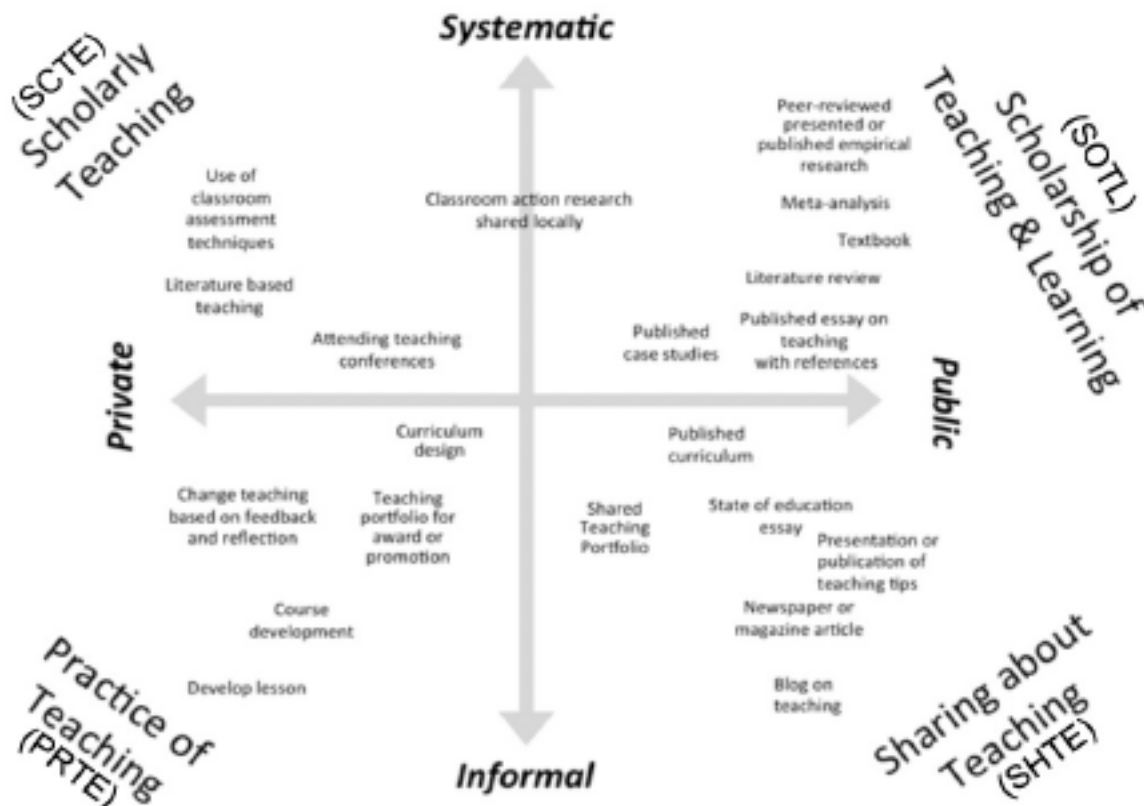 Systematic
(SCTE)
Scholarly
Teaching
(SOTL)
Scholarship of
Teaching & Learning
Peer-reviewed
presented or
published empirical
research
Use of
classroom
assessment
techniques
Classroom action research
shared locally
Meta-analysis
Textbook
Literature based
teaching
Literature review
Attending teaching
conferences
Published
case studies
Published essay on
teaching
with references
Private
Public
Curriculum
design
Published
curriculum
Change teaching
based on feedback
and reflection
Teaching
portfolio for
award or
promotion
Shared
Teaching
Portfolio
State of education
essay
Presentation or
publication of
teaching tips
Course
development
Newspaper or
magazine article
Develop lesson
Blog on
teaching
Practice of
Teaching
(PRTE)
Sharing about
Teaching
(SHTE)
Informal